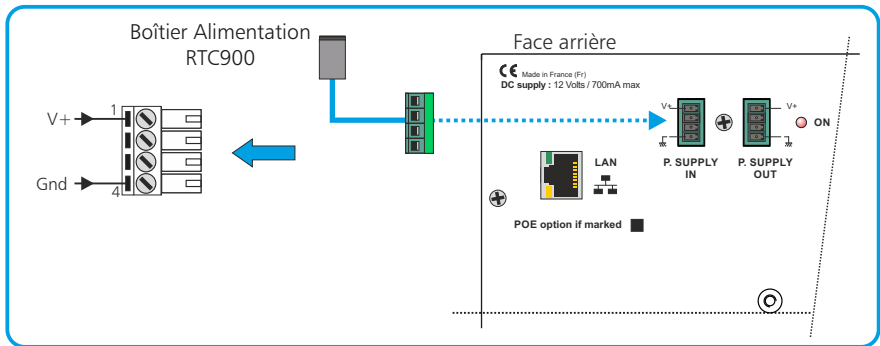 Boîtier Alimentation
RTC900
Face arrière
CE Made in France (Fr)
DC supply : 12 Volts / 700mA max
1
V+
Gnd
4
V+
V+
ON
LAN
P. SUPPLY
IN
P. SUPPLY
OUT
POE option if marked